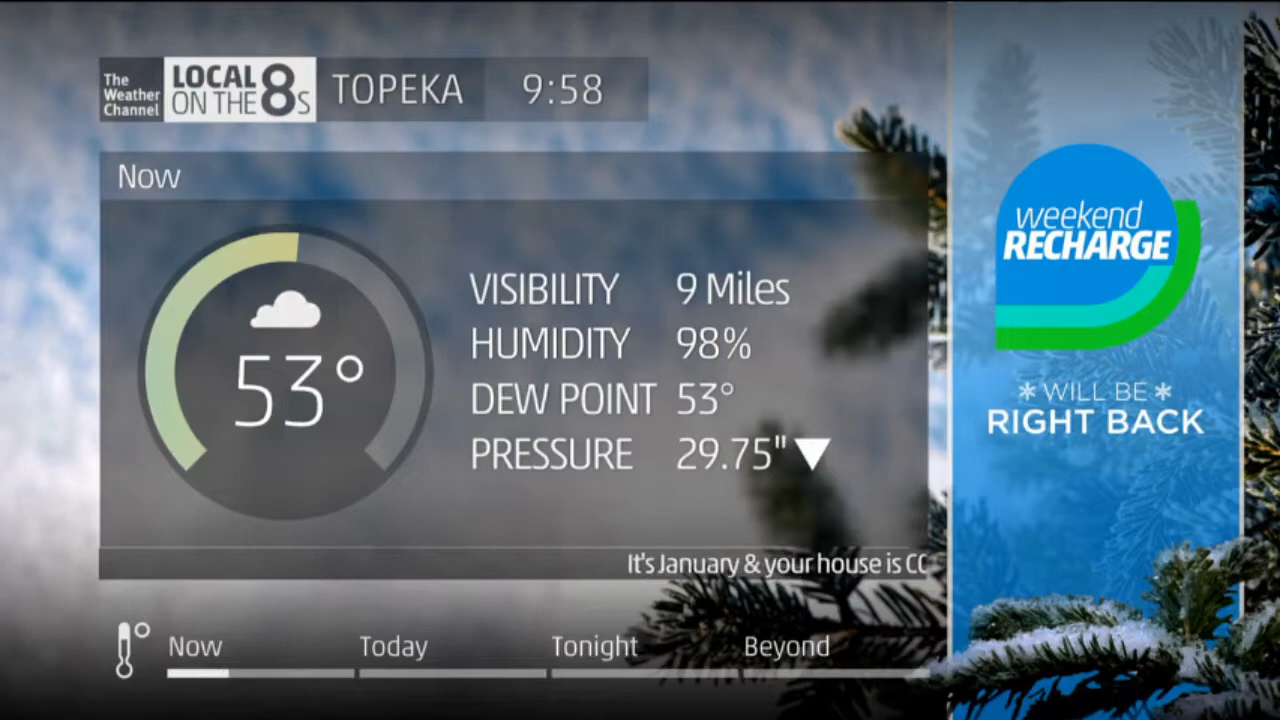 The Weather Channel
LOCAL ON THE 8s
TOPEKA
9:58
Now
53°
VISIBILITY 9 Miles
HUMIDITY 98%
DEW POINT 53°
PRESSURE 29.75"
It's January & your house is CO
Now
Today
Tonight
Beyond
weekend
RECHARGE
* WILL BE *
RIGHT BACK